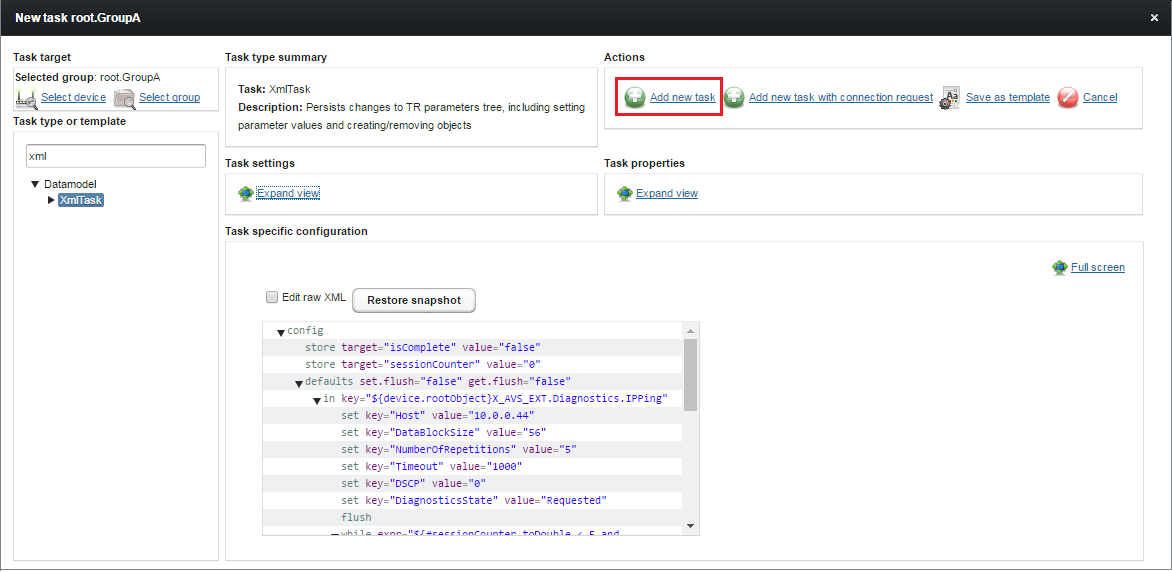 New task root.GroupA
Task target
Selected group: root.GroupA
Select device Select group
Task type or template
xml
Datamodel
XmlTask
Task type summary
Task: XmlTask
Description: Persists changes to TR parameters tree, including setting
parameter values and creating/removing objects
Actions
Add new task Add new task with connection request Save as template Cancel
Task settings
Expand view
Task properties
Expand view
Task specific configuration
Full screen
Edit raw XML Restore snapshot
config
store target="isComplete" value="false"
store target="sessionCounter" value="0"
defaults set.flush="false" get.flush="false"
in key="${device.rootObject}X_AVS_EXT.Diagnostics.IPPing"
set key="Host" value="10.0.0.44"
set key="DataBlockSize" value="56"
set key="NumberOfRepetitions" value="5"
set key="Timeout" value="1000"
set key="DSCP" value="0"
set key="DiagnosticsState" value="Requested"
flush
while expr="${#sessionCounter.toDouble < 5 and